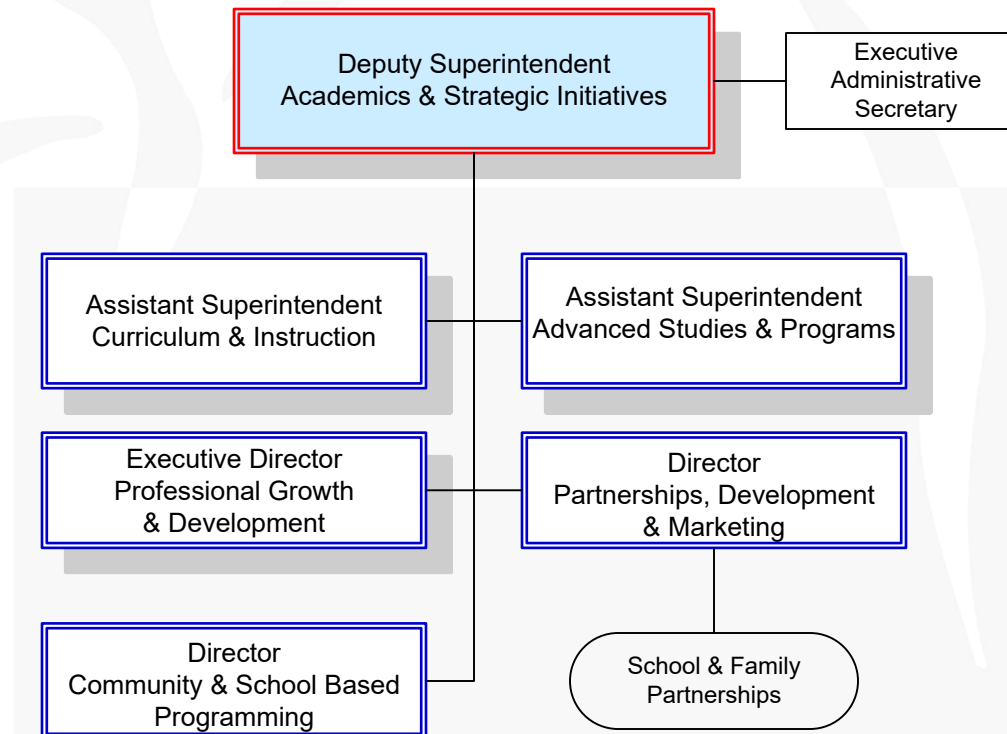 Deputy Superintendent
Academics & Strategic Initiatives
Executive
Administrative
Secretary
Assistant Superintendent
Curriculum & Instruction
Assistant Superintendent
Advanced Studies & Programs
Executive Director
Professional Growth
& Development
Director
Partnerships, Development
& Marketing
Director
Community & School Based
Programming
School & Family
Partnerships